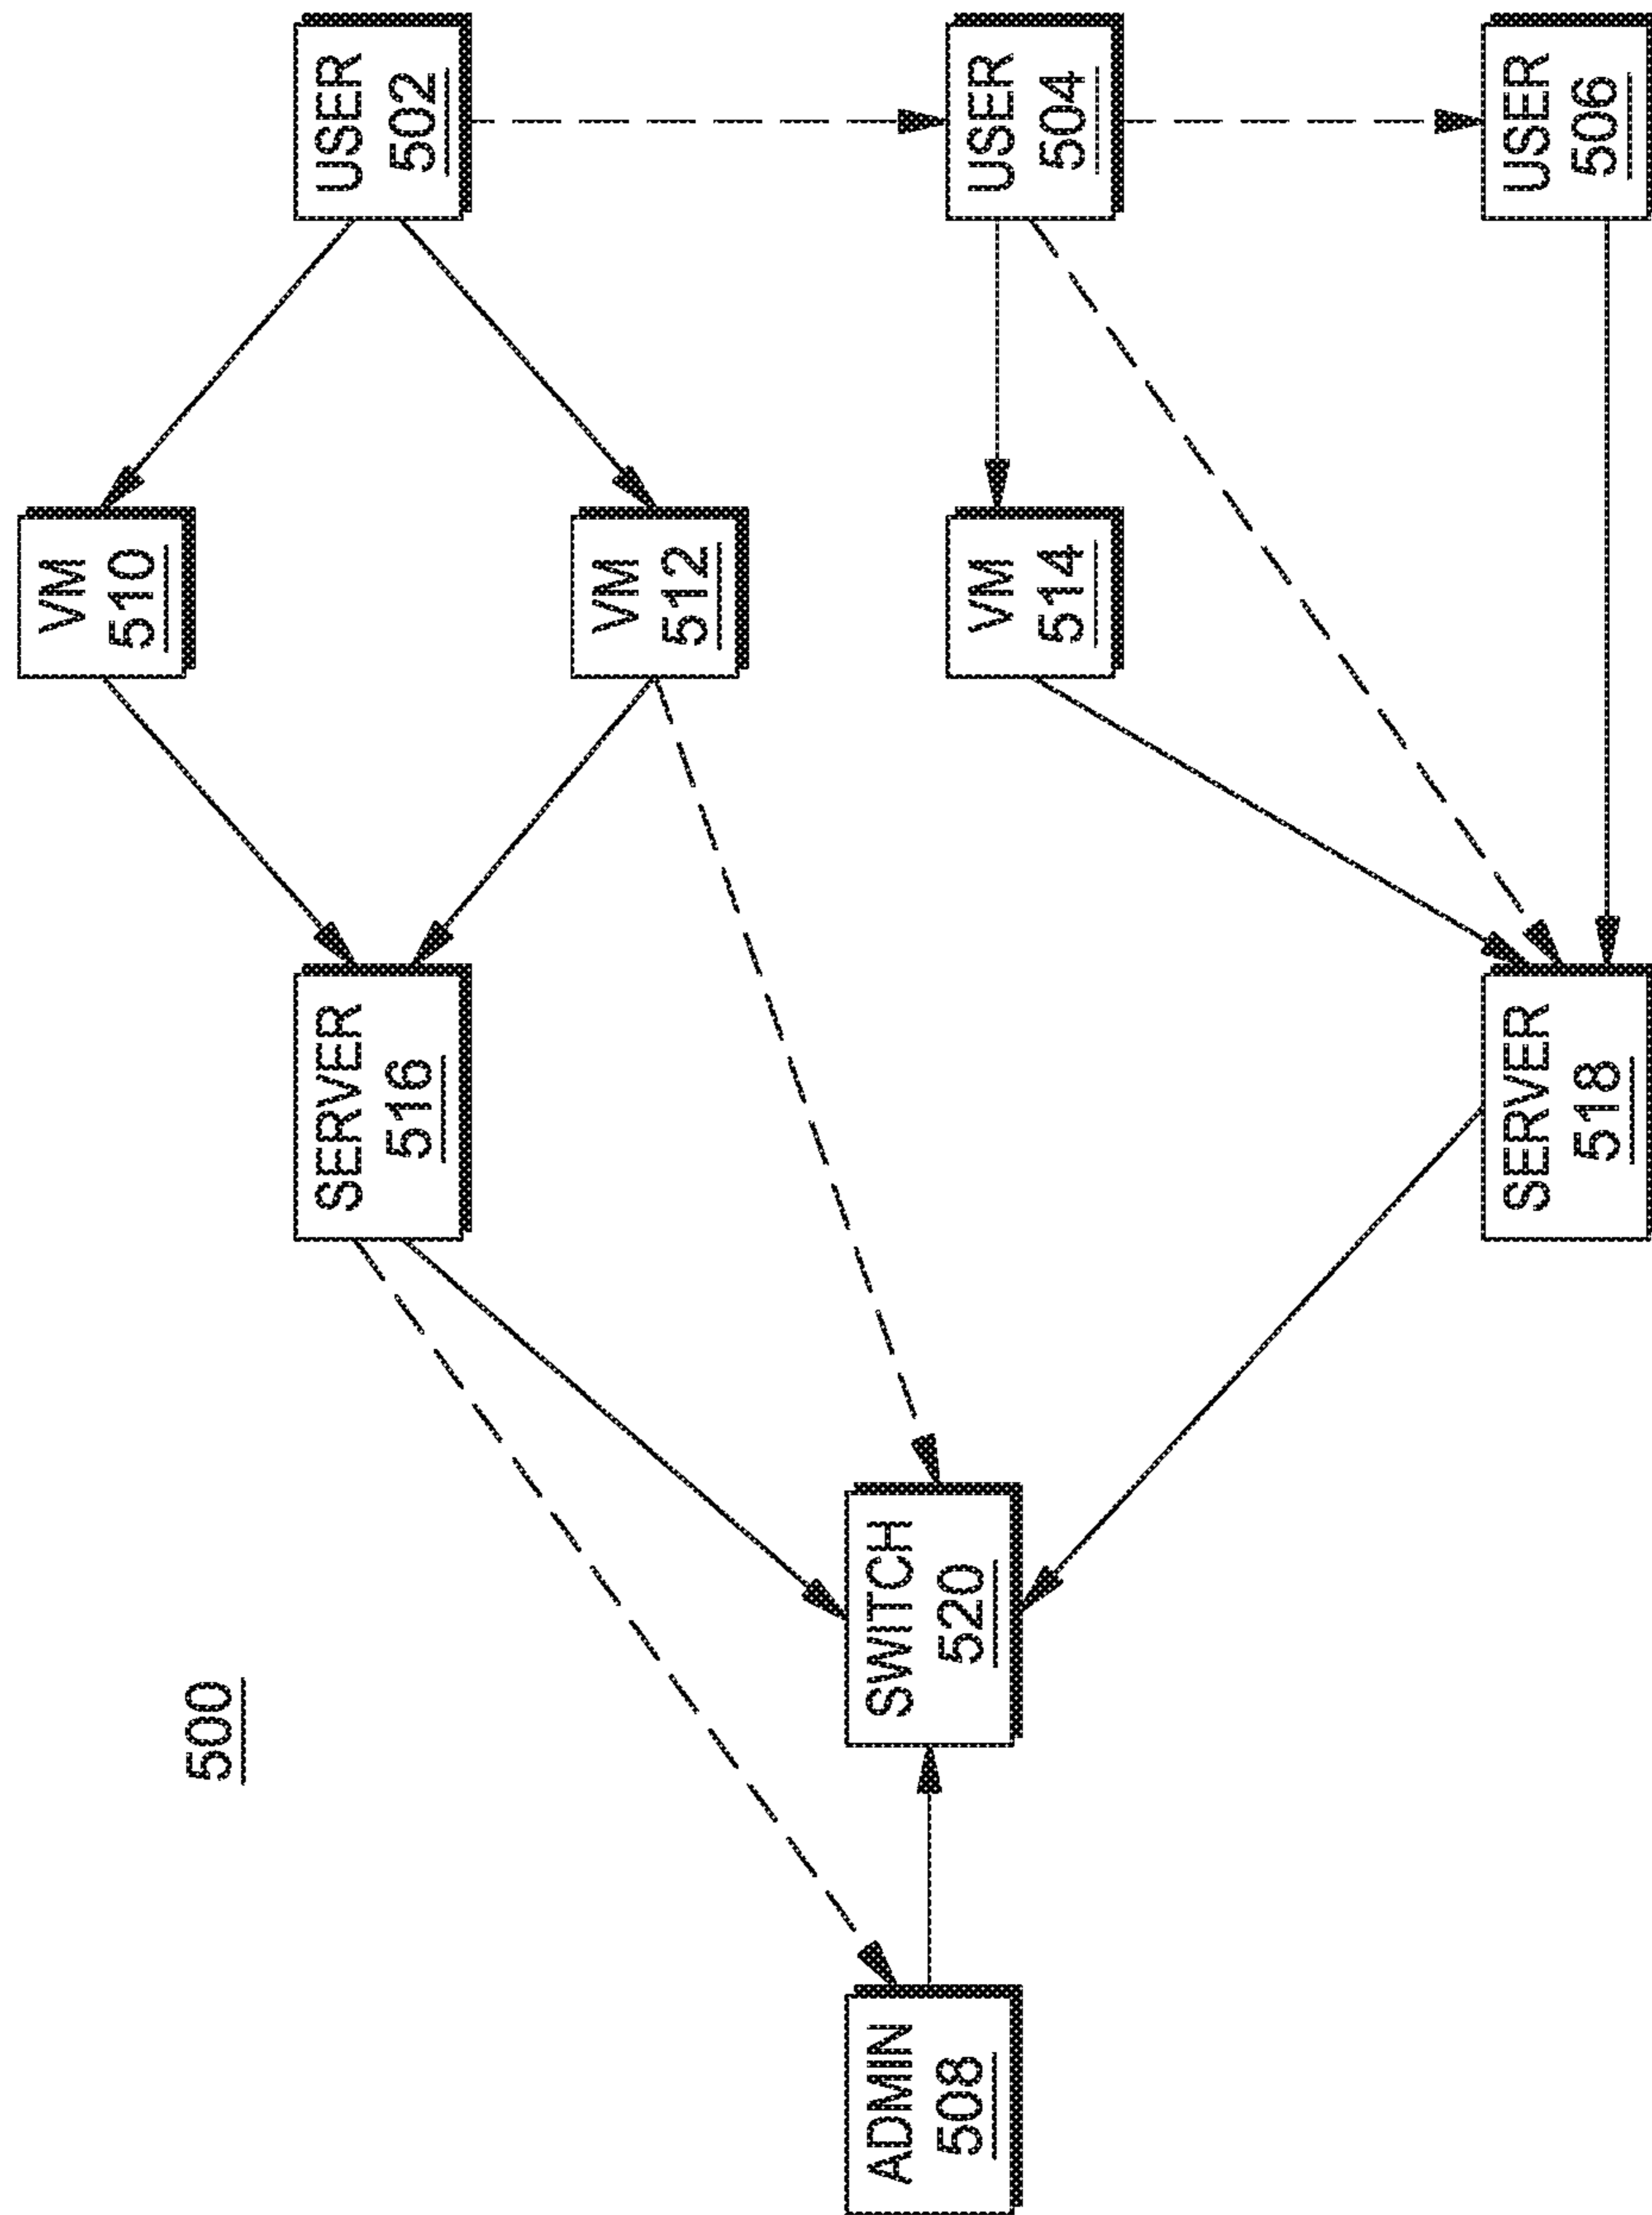 500
USER
502
USER
504
USER
506
VM
510
VM
512
VM
514
SERVER
516
SERVER
518
SWITCH
520
ADMIN
508